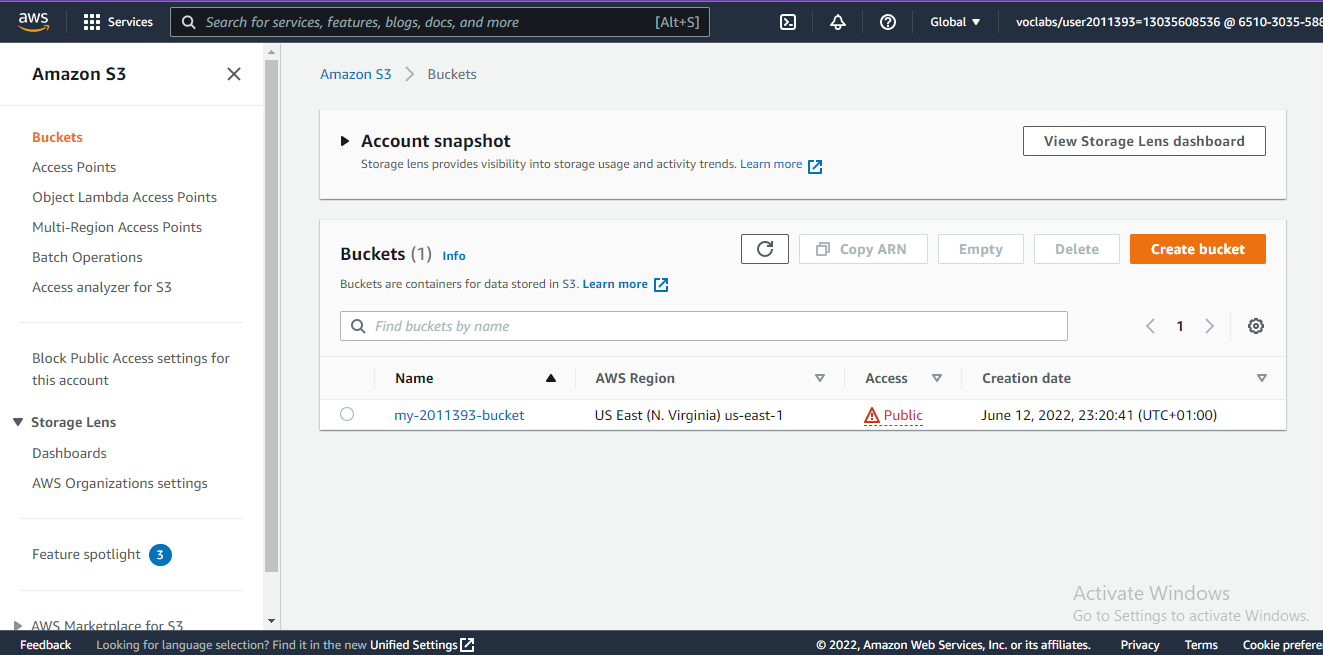 aws
Services
Search for services, features, blogs, docs, and more [Alt+S]
Global
voclabs/user2011393=13035608536 @ 6510-3035-588
Amazon S3
Buckets
Access Points
Object Lambda Access Points
Multi-Region Access Points
Batch Operations
Access analyzer for S3
Block Public Access settings for
this account
Storage Lens
Dashboards
AWS Organizations settings
Feature spotlight 3
AWS Marketplace for S3
Amazon S3 > Buckets
Account snapshot
Storage lens provides visibility into storage usage and activity trends. Learn more
View Storage Lens dashboard
Buckets (1) Info
Buckets are containers for data stored in S3. Learn more
Copy ARN
Empty
Delete
Create bucket
Find buckets by name
1
Name AWS Region Access Creation date
my-2011393-bucket US East (N. Virginia) us-east-1 Public June 12, 2022, 23:20:41 (UTC+01:00)
Activate Windows
Go to Settings to activate Windows.
Feedback Looking for language selection? Find it in the new Unified Settings © 2022, Amazon Web Services, Inc. or its affiliates. Privacy Terms Cookie prefere